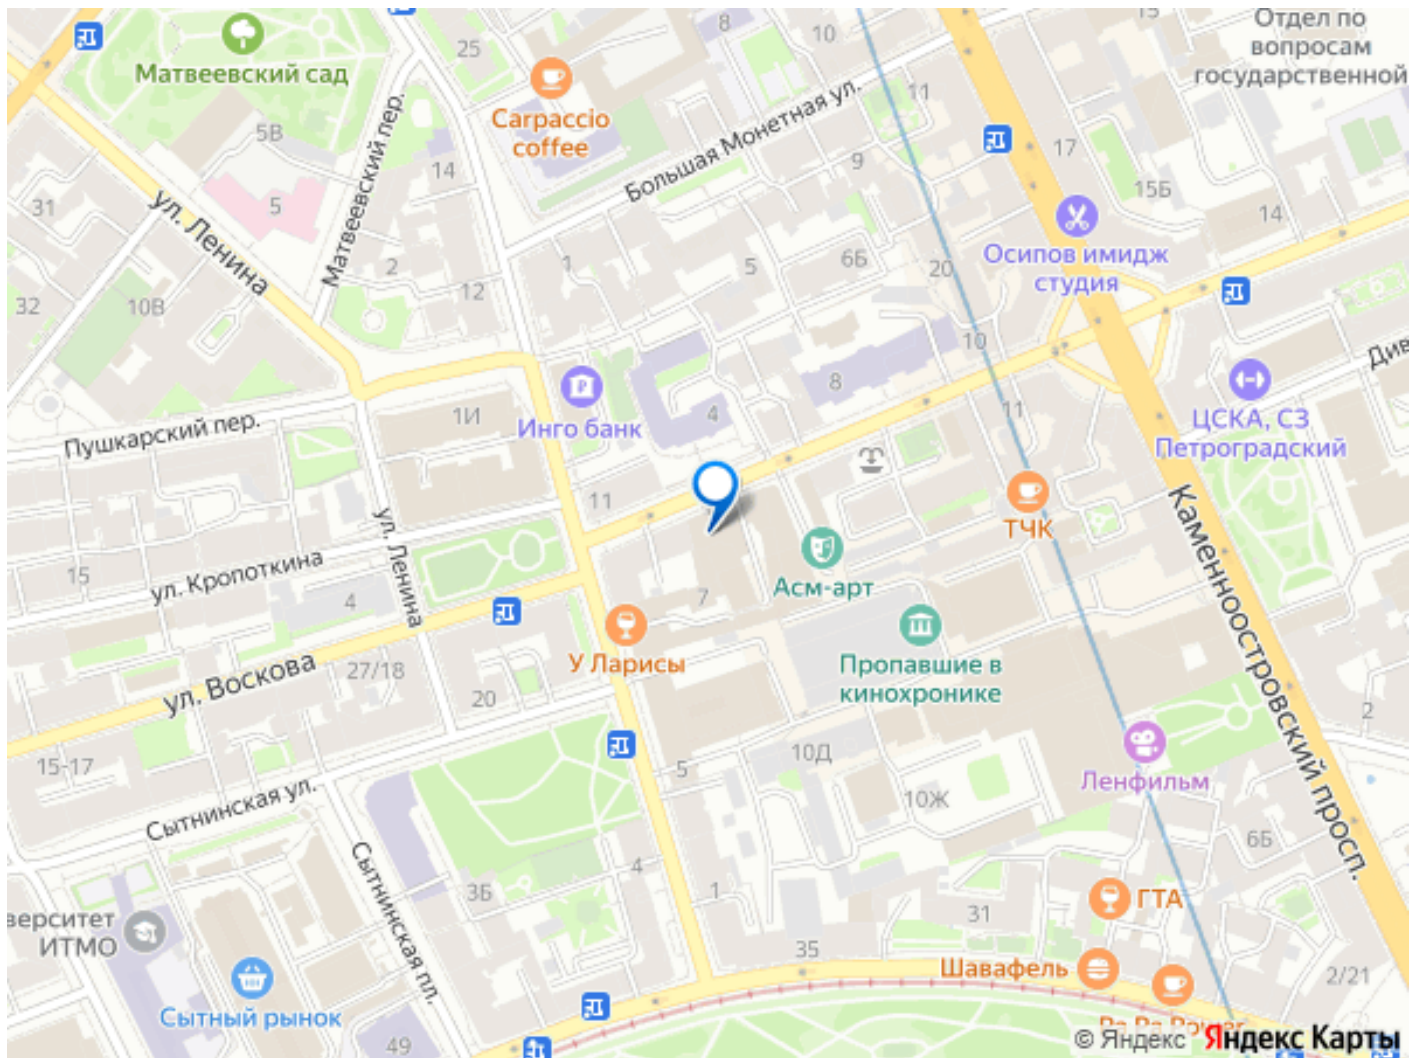 Отдел по
вопросам
государственной
8
10
15
25
Матвеевский сад
Carpaccio
coffee
Большая Монетная ул.
11
5В
Матвеевский пер.
14
9
17
15Б
31
5
ул. Ленина
14
2
1
5
6Б
20
Осипов имидж
студия
12
32
10В
10
Див
8
11
1И
4
Инго банк
ЦСКА, СЗ
Петроградский
Пушкарский пер.
11
ул. Ленина
ТЧК
Каменноостровский просп.
15
ул. Кропоткина
4
7
Асм-арт
27/18
У Ларисы
Пропавшие в
кинохронике
ул. Воскова
20
2
15-17
5
10Д
Ленфильм
10Ж
Сытнинская ул.
6Б
4
3Б
1
ГТА
верситет
ИТМО
31
Сытнинская пл.
35
Шавафель
2/21
Сытный рынок
49
© Яндекс Яндекс Карты